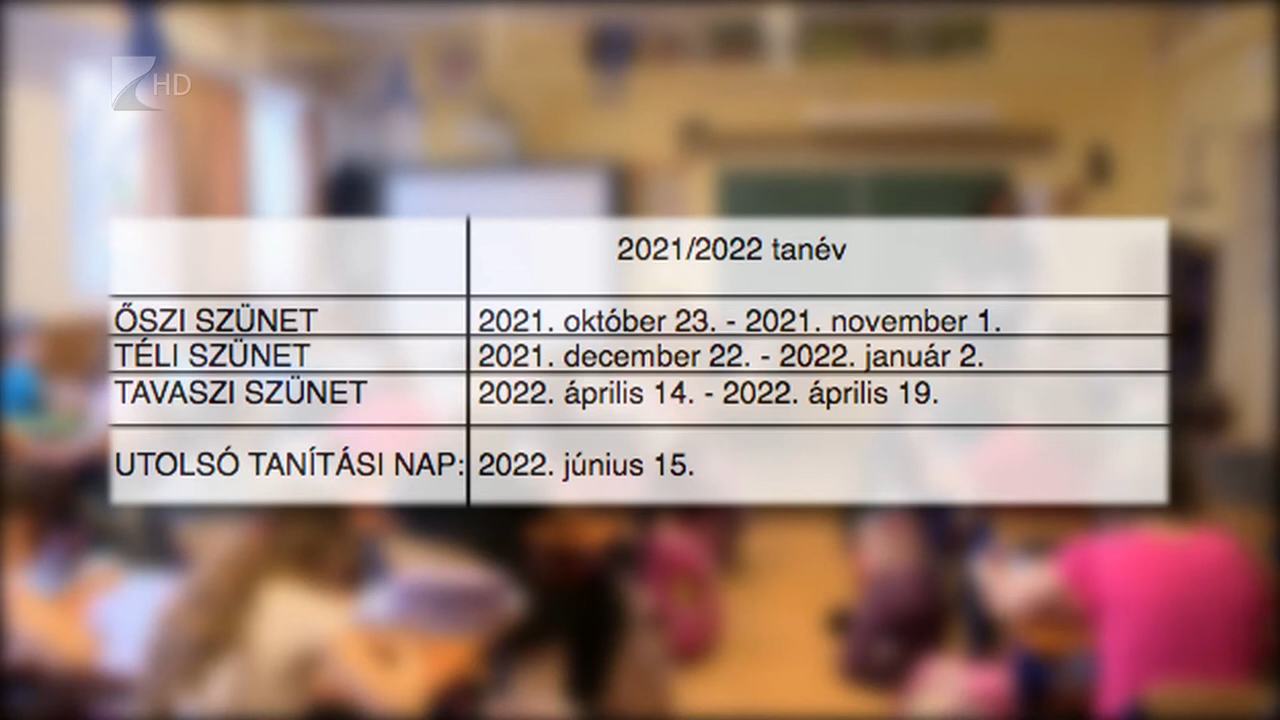 HD
2021/2022 tanév
ŐSZI SZÜNET 2021. október 23. - 2021. november 1.
TÉLI SZÜNET 2021. december 22. - 2022. január 2.
TAVASZI SZÜNET 2022. április 14. - 2022. április 19.
UTOLSÓ TANÍTÁSI NAP: 2022. június 15.